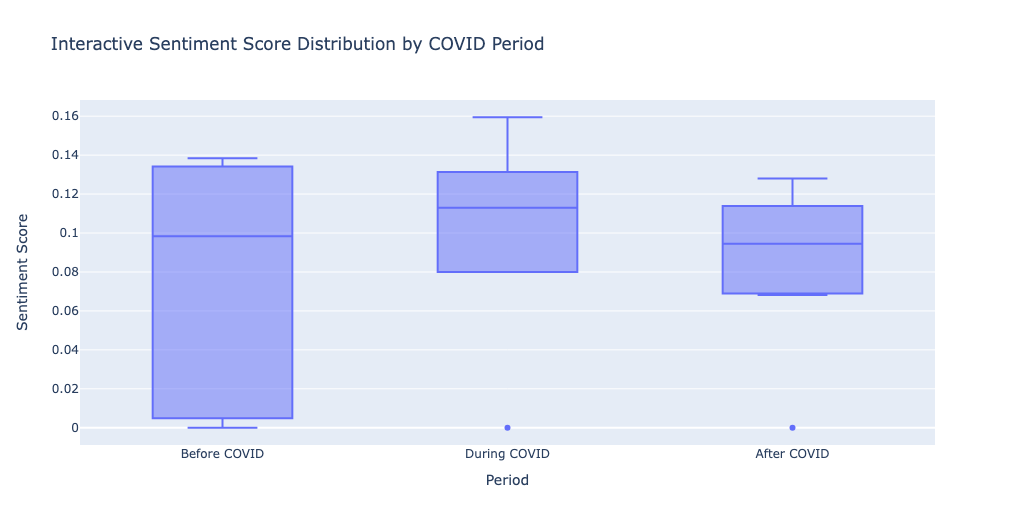 Interactive Sentiment Score Distribution by COVID Period
0.16
0.14
0.12
0.1
0.08
0.06
0.04
0.02
0
Sentiment Score
Before COVID
During COVID
After COVID
Period